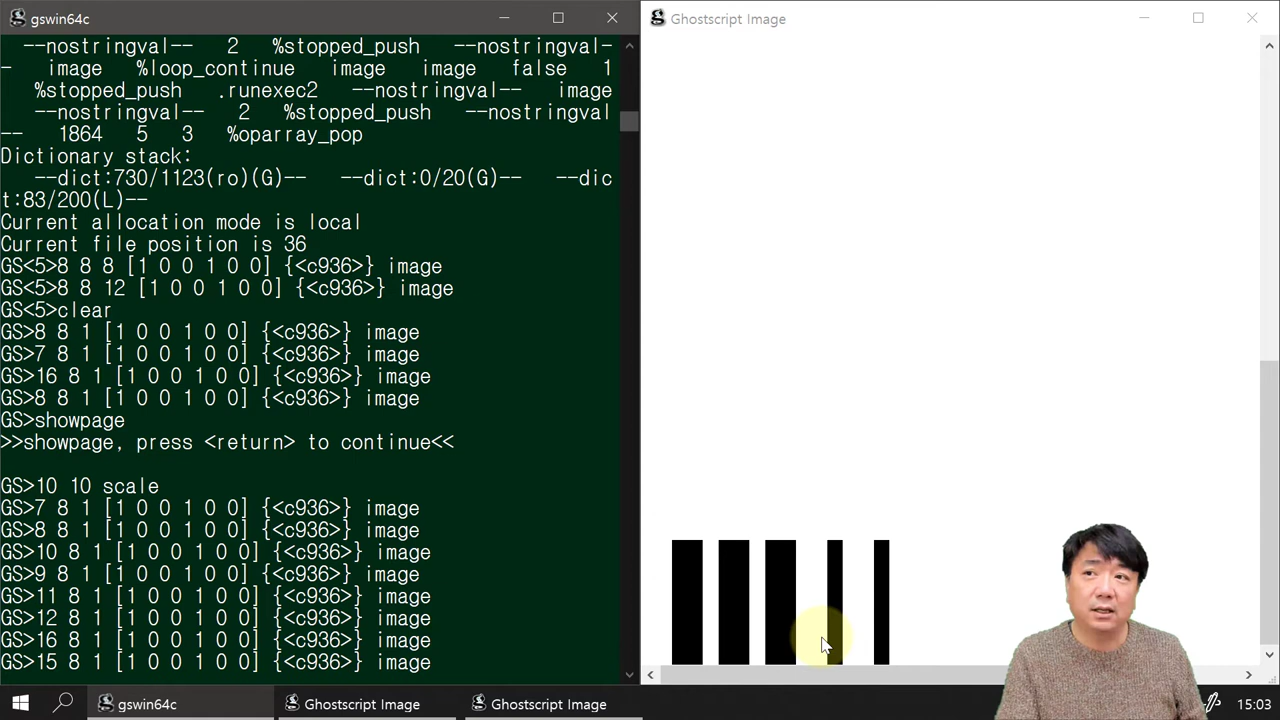 gswin64c
--nostringval-- 2 %stopped_push --nostringval-
- image %loop_continue image image false 1
%stopped_push .runexec2 --nostringval-- image
--nostringval-- 2 %stopped_push --nostringval
-- 1864 5 3 %oparray_pop
Dictionary stack:
--dict:730/1123(ro)(G)-- --dict:0/20(G)-- --dic
t:83/200(L)--
Current allocation mode is local
Current file position is 36
GS<5>8 8 8 [1 0 0 1 0 0] {<c936>} image
GS<5>8 8 12 [1 0 0 1 0 0] {<c936>} image
GS<5>clear
GS>8 8 1 [1 0 0 1 0 0] {<c936>} image
GS>7 8 1 [1 0 0 1 0 0] {<c936>} image
GS>16 8 1 [1 0 0 1 0 0] {<c936>} image
GS>8 8 1 [1 0 0 1 0 0] {<c936>} image
GS>showpage
>>showpage, press <return> to continue<<
GS>10 10 scale
GS>7 8 1 [1 0 0 1 0 0] {<c936>} image
GS>8 8 1 [1 0 0 1 0 0] {<c936>} image
GS>10 8 1 [1 0 0 1 0 0] {<c936>} image
GS>9 8 1 [1 0 0 1 0 0] {<c936>} image
GS>11 8 1 [1 0 0 1 0 0] {<c936>} image
GS>12 8 1 [1 0 0 1 0 0] {<c936>} image
GS>16 8 1 [1 0 0 1 0 0] {<c936>} image
GS>15 8 1 [1 0 0 1 0 0] {<c936>} image
Ghostscript Image
gswin64c
Ghostscript Image
Ghostscript Image
15:03